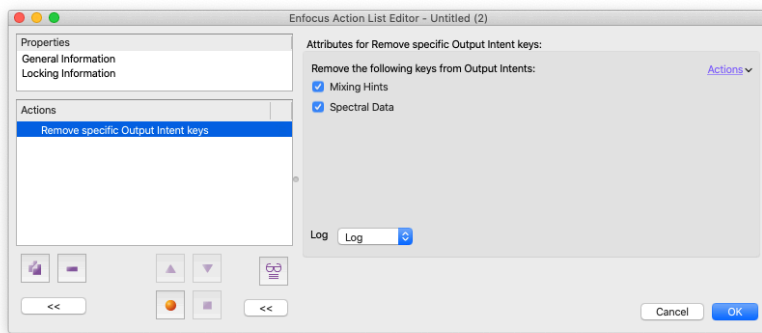 Enfocus Action List Editor - Untitled (2)
Properties
General Information
Locking Information
Actions
Remove specific Output Intent keys
<<
<<
Attributes for Remove specific Output Intent keys:
Remove the following keys from Output Intents:
Actions
Mixing Hints
Spectral Data
Log
Log
Cancel
OK